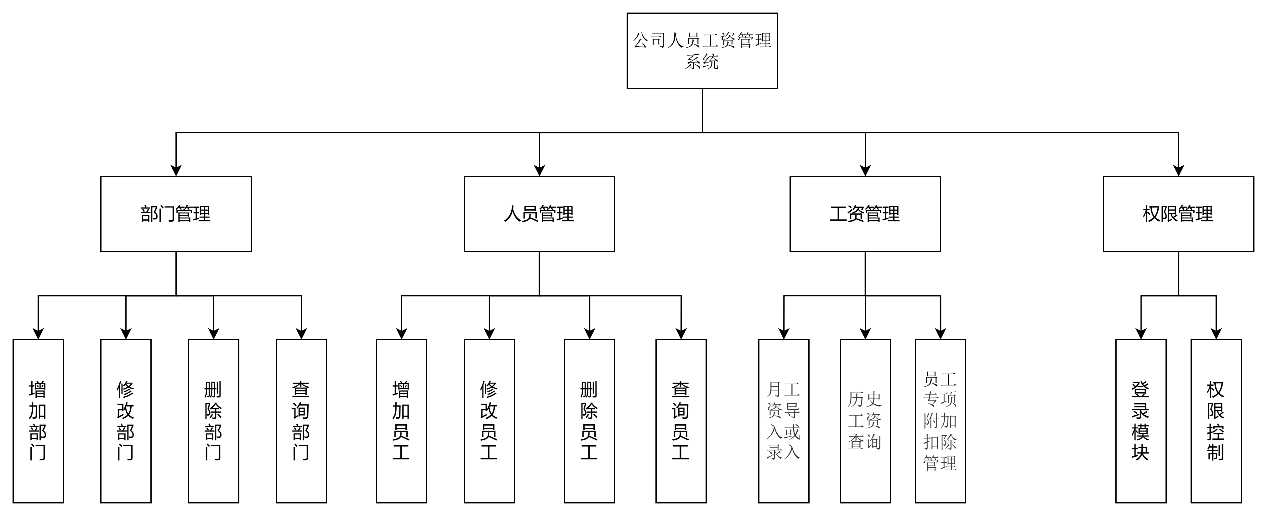 公司人员工资管理
系统
部门管理
人员管理
工资管理
权限管理
增加部门
修改部门
删除部门
查询部门
增加员工
修改员工
删除员工
查询员工
月工
资导
入或
录入
历史
工资
查询
员工
专项
附加
扣除
管理
登录模块
权限控制